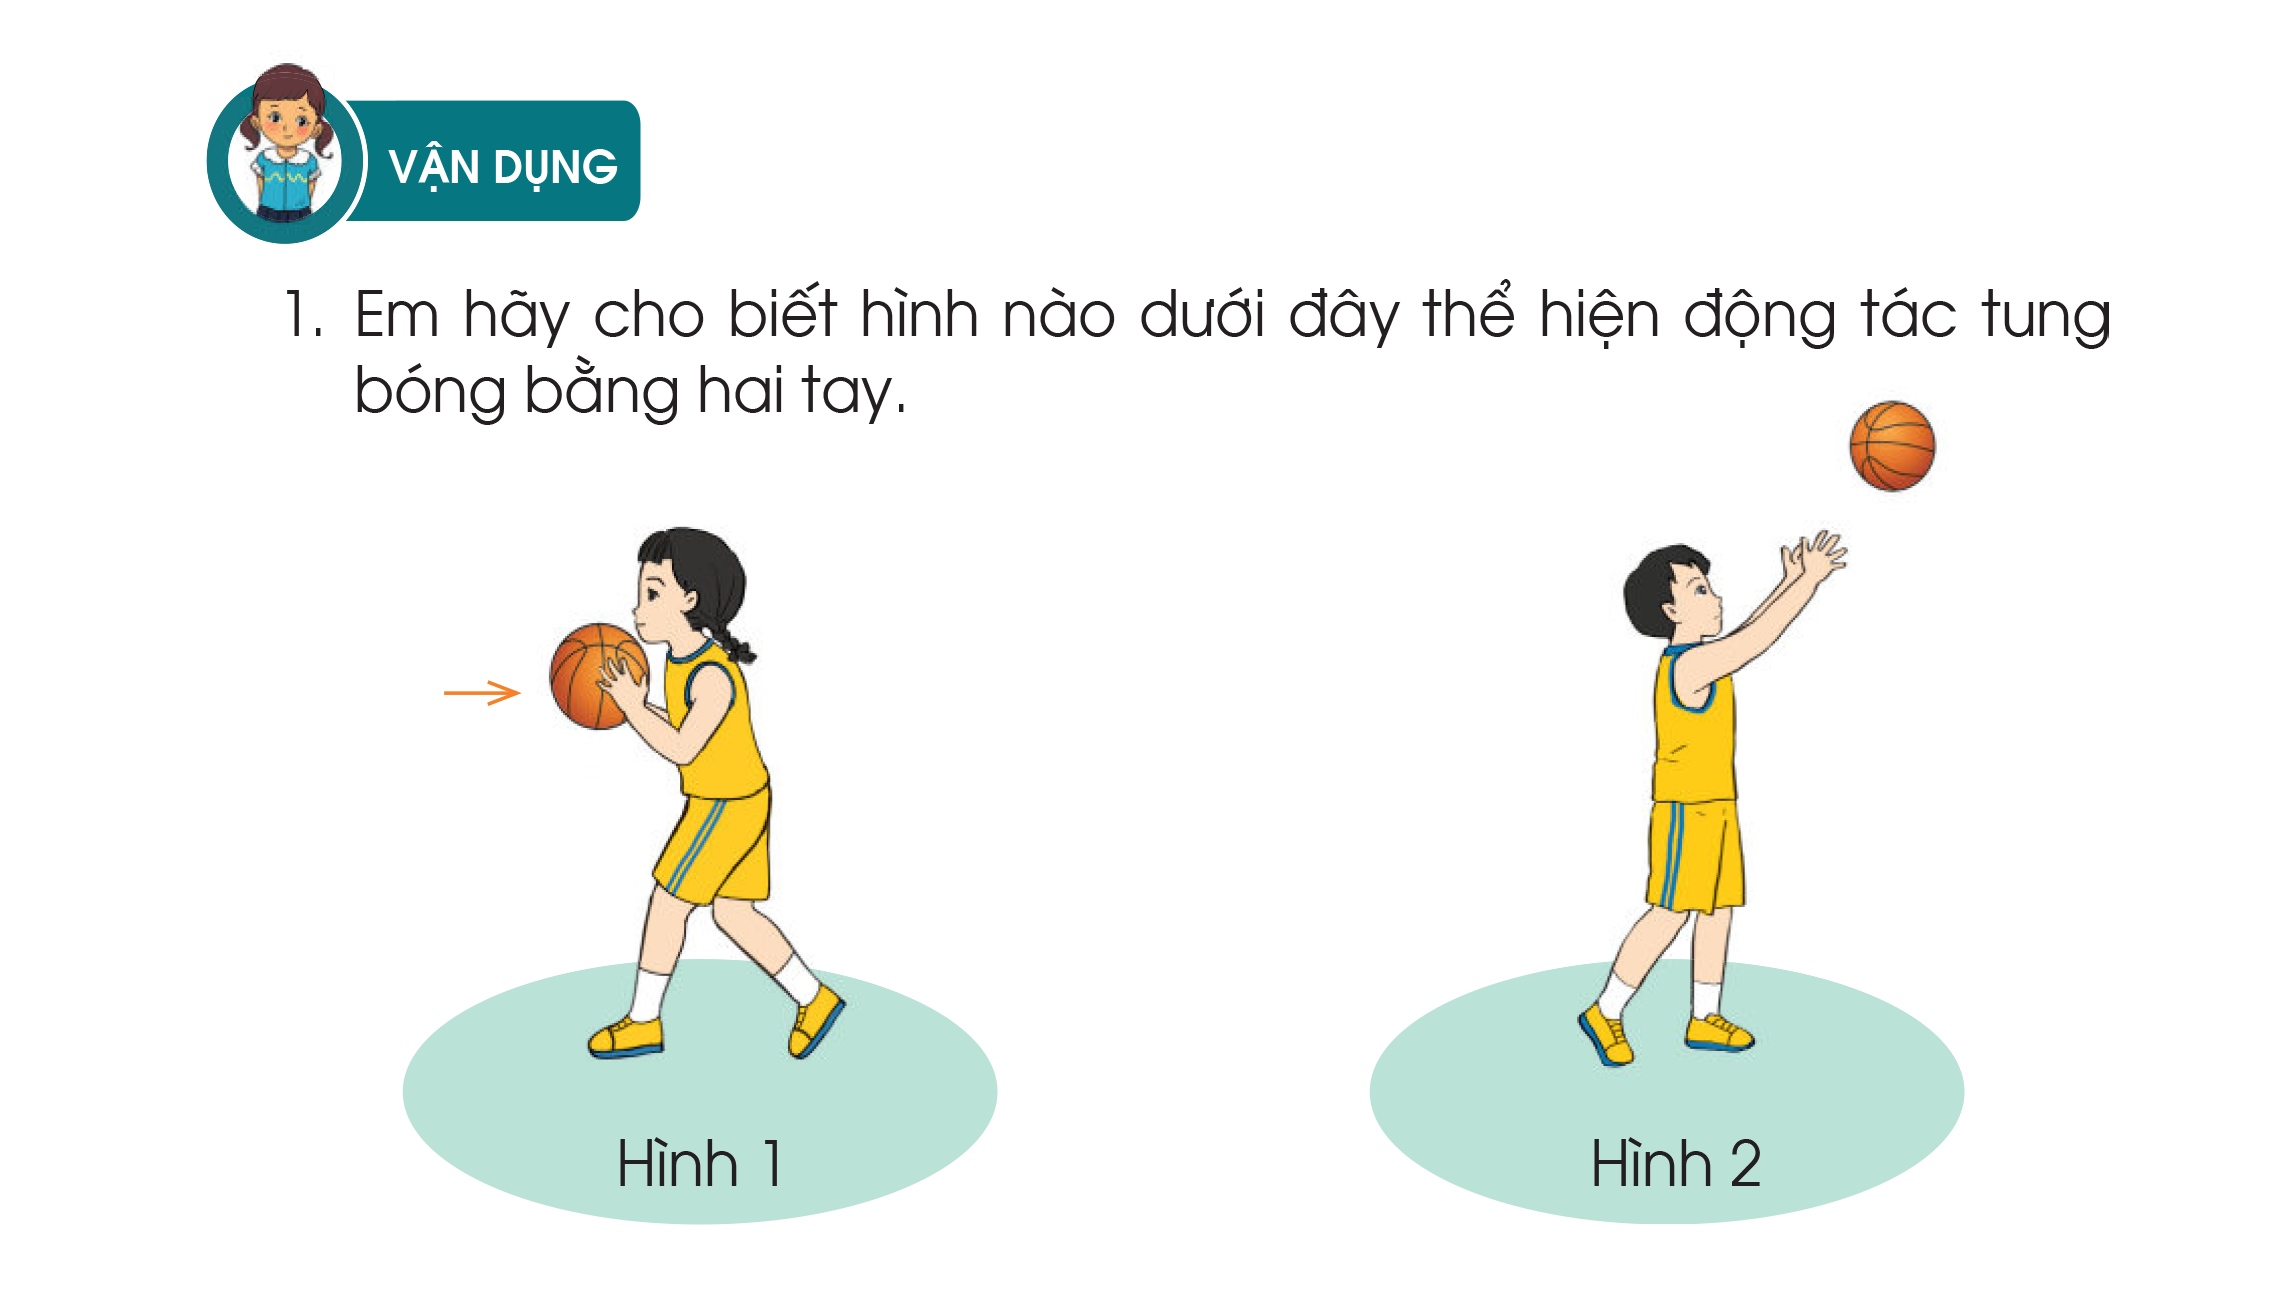 VẬN DỤNG
1. Em hãy cho biết hình nào dưới đây thể hiện động tác tung
bóng bằng hai tay.
Hình 1
Hình 2